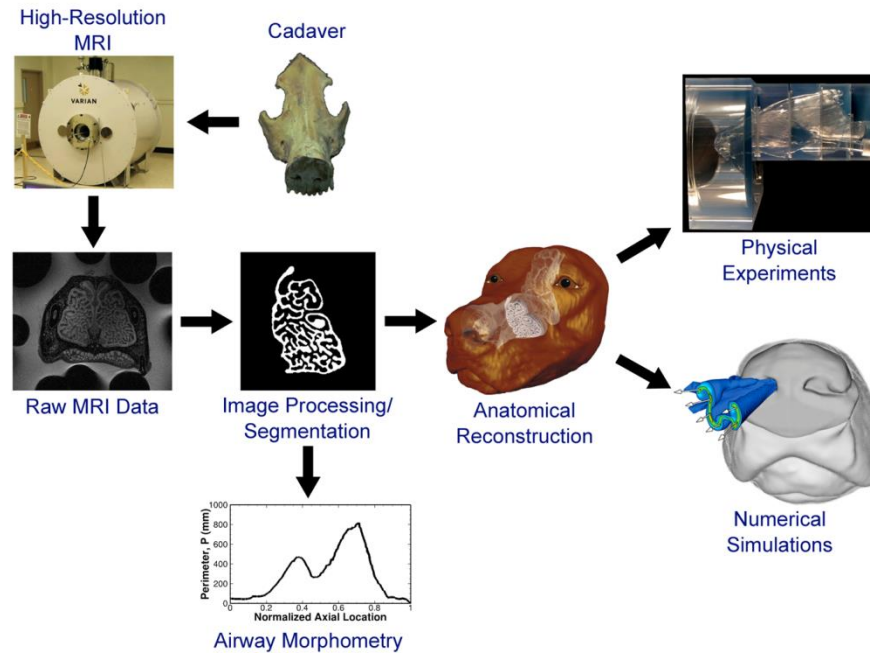 High-Resolution
MRI
Cadaver
VARIAN
Raw MRI Data
Image Processing/
Segmentation
Anatomical
Reconstruction
Physical
Experiments
Numerical
Simulations
Perimeter, P (mm)
1000
800
600
400
200
0
0 0.2 0.4 0.6 0.8 1
Normalized Axial Location
Airway Morphometry